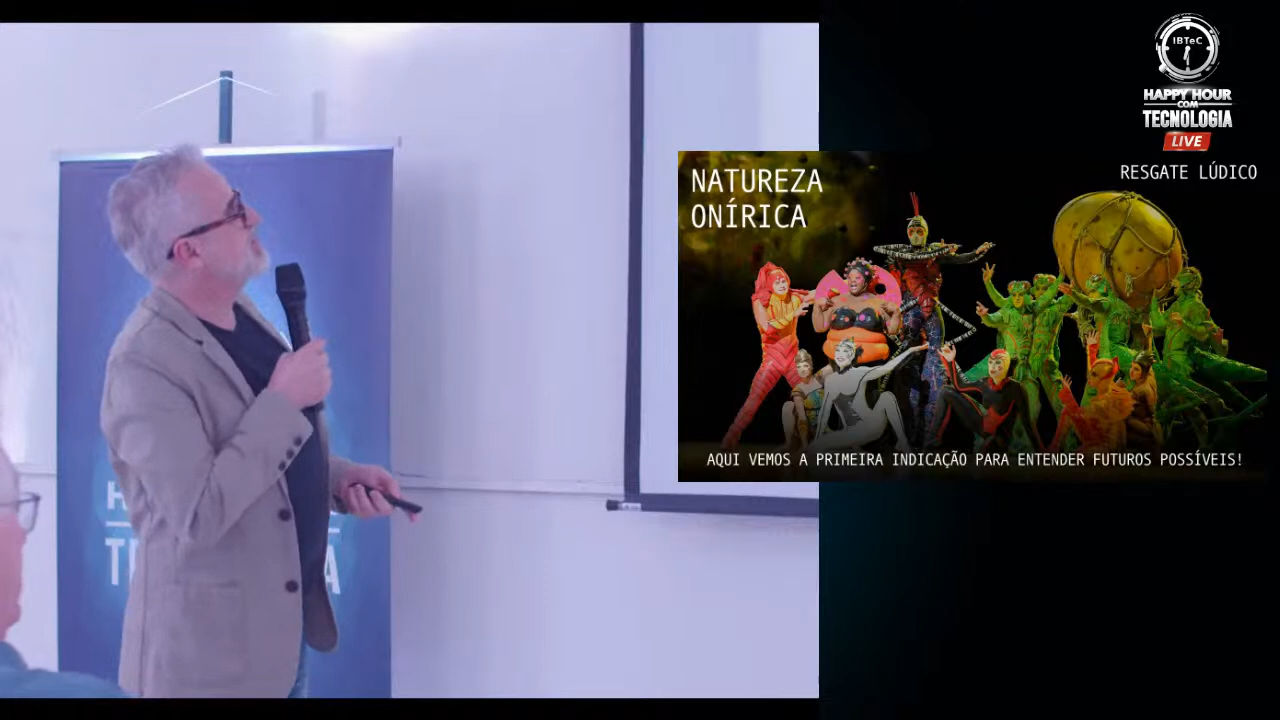 IBTeC
HAPPY HOUR
COM
TECNOLOGIA
LIVE
RESGATE LÚDICO
NATUREZA
ONÍRICA
AQUI VEMOS A PRIMEIRA INDICAÇÃO PARA ENTENDER FUTUROS POSSÍVEIS!